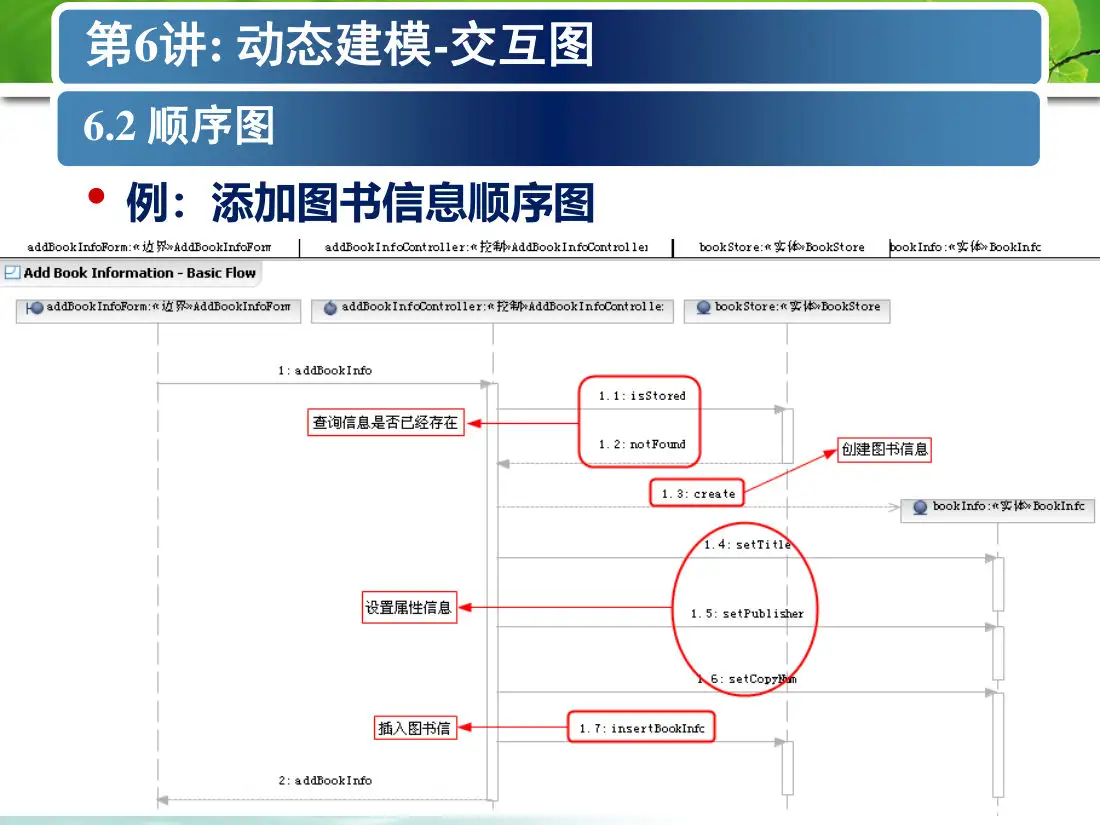 第6讲: 动态建模-交互图
6.2 顺序图
• 例：添加图书信息顺序图
addBookInfoForm:«边界»AddBookInfoForm
addBookInfoController:«控制»AddBookInfoController
bookStore:«实体»BookStore
bookInfo:«实体»BookInfo
Add Book Information - Basic Flow
addBookInfoForm:«边界»AddBookInfoForm
addBookInfoController:«控制»AddBookInfoController
bookStore:«实体»BookStore
1: addBookInfo
1.1: isStored
查询信息是否已经存在
1.2: notFound
创建图书信息
1.3: create
bookInfo:«实体»BookInfo
1.4: setTitle
设置属性信息
1.5: setPublisher
1.6: setCopyNum
插入图书信
1.7: insertBookInfo
2: addBookInfo